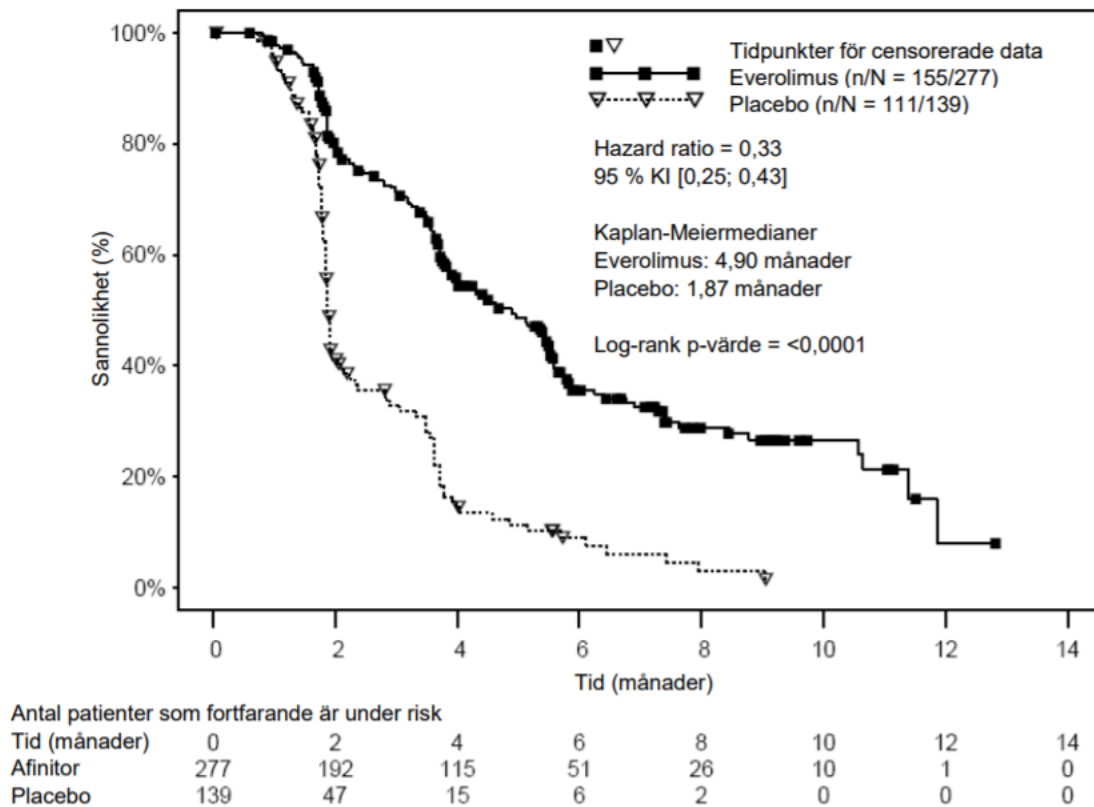 100%
80%
60%
40%
20%
0%
Sannolikhet (%)
Tidpunkter för censorerade data
Everolimus (n/N = 155/277)
Placebo (n/N = 111/139)
Hazard ratio = 0,33
95 % KI [0,25; 0,43]
Kaplan-Meiermedianer
Everolimus: 4,90 månader
Placebo: 1,87 månader
Log-rank p-värde = <0,0001
0 2 4 6 8 10 12 14
Tid (månader)
Antal patienter som fortfarande är under risk
Tid (månader) 0 2 4 6 8 10 12 14
Afinitor 277 192 115 51 26 10 1 0
Placebo 139 47 15 6 2 0 0 0